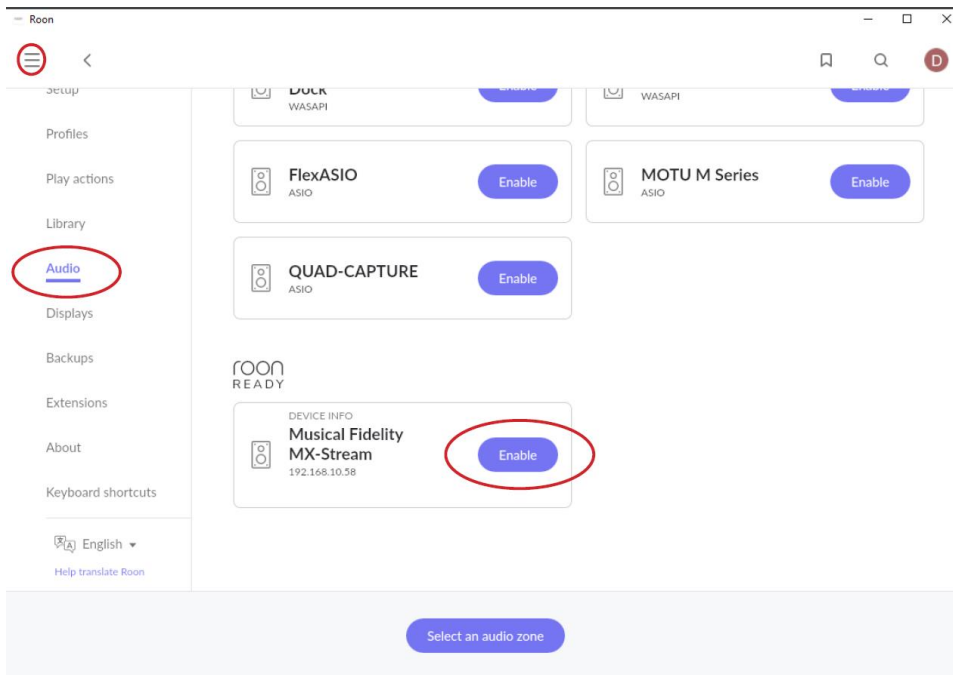 Roon
D
Setup
Profiles
Play actions
Library
Audio
Displays
Backups
Extensions
About
Keyboard shortcuts
English
Help translate Roon
Dock
WASAPI
Enable
WASAPI
Enable
FlexASIO
ASIO
Enable
MOTU M Series
ASIO
Enable
QUAD-CAPTURE
ASIO
Enable
roon
READY
DEVICE INFO
Musical Fidelity
MX-Stream
192.168.10.58
Enable
Select an audio zone